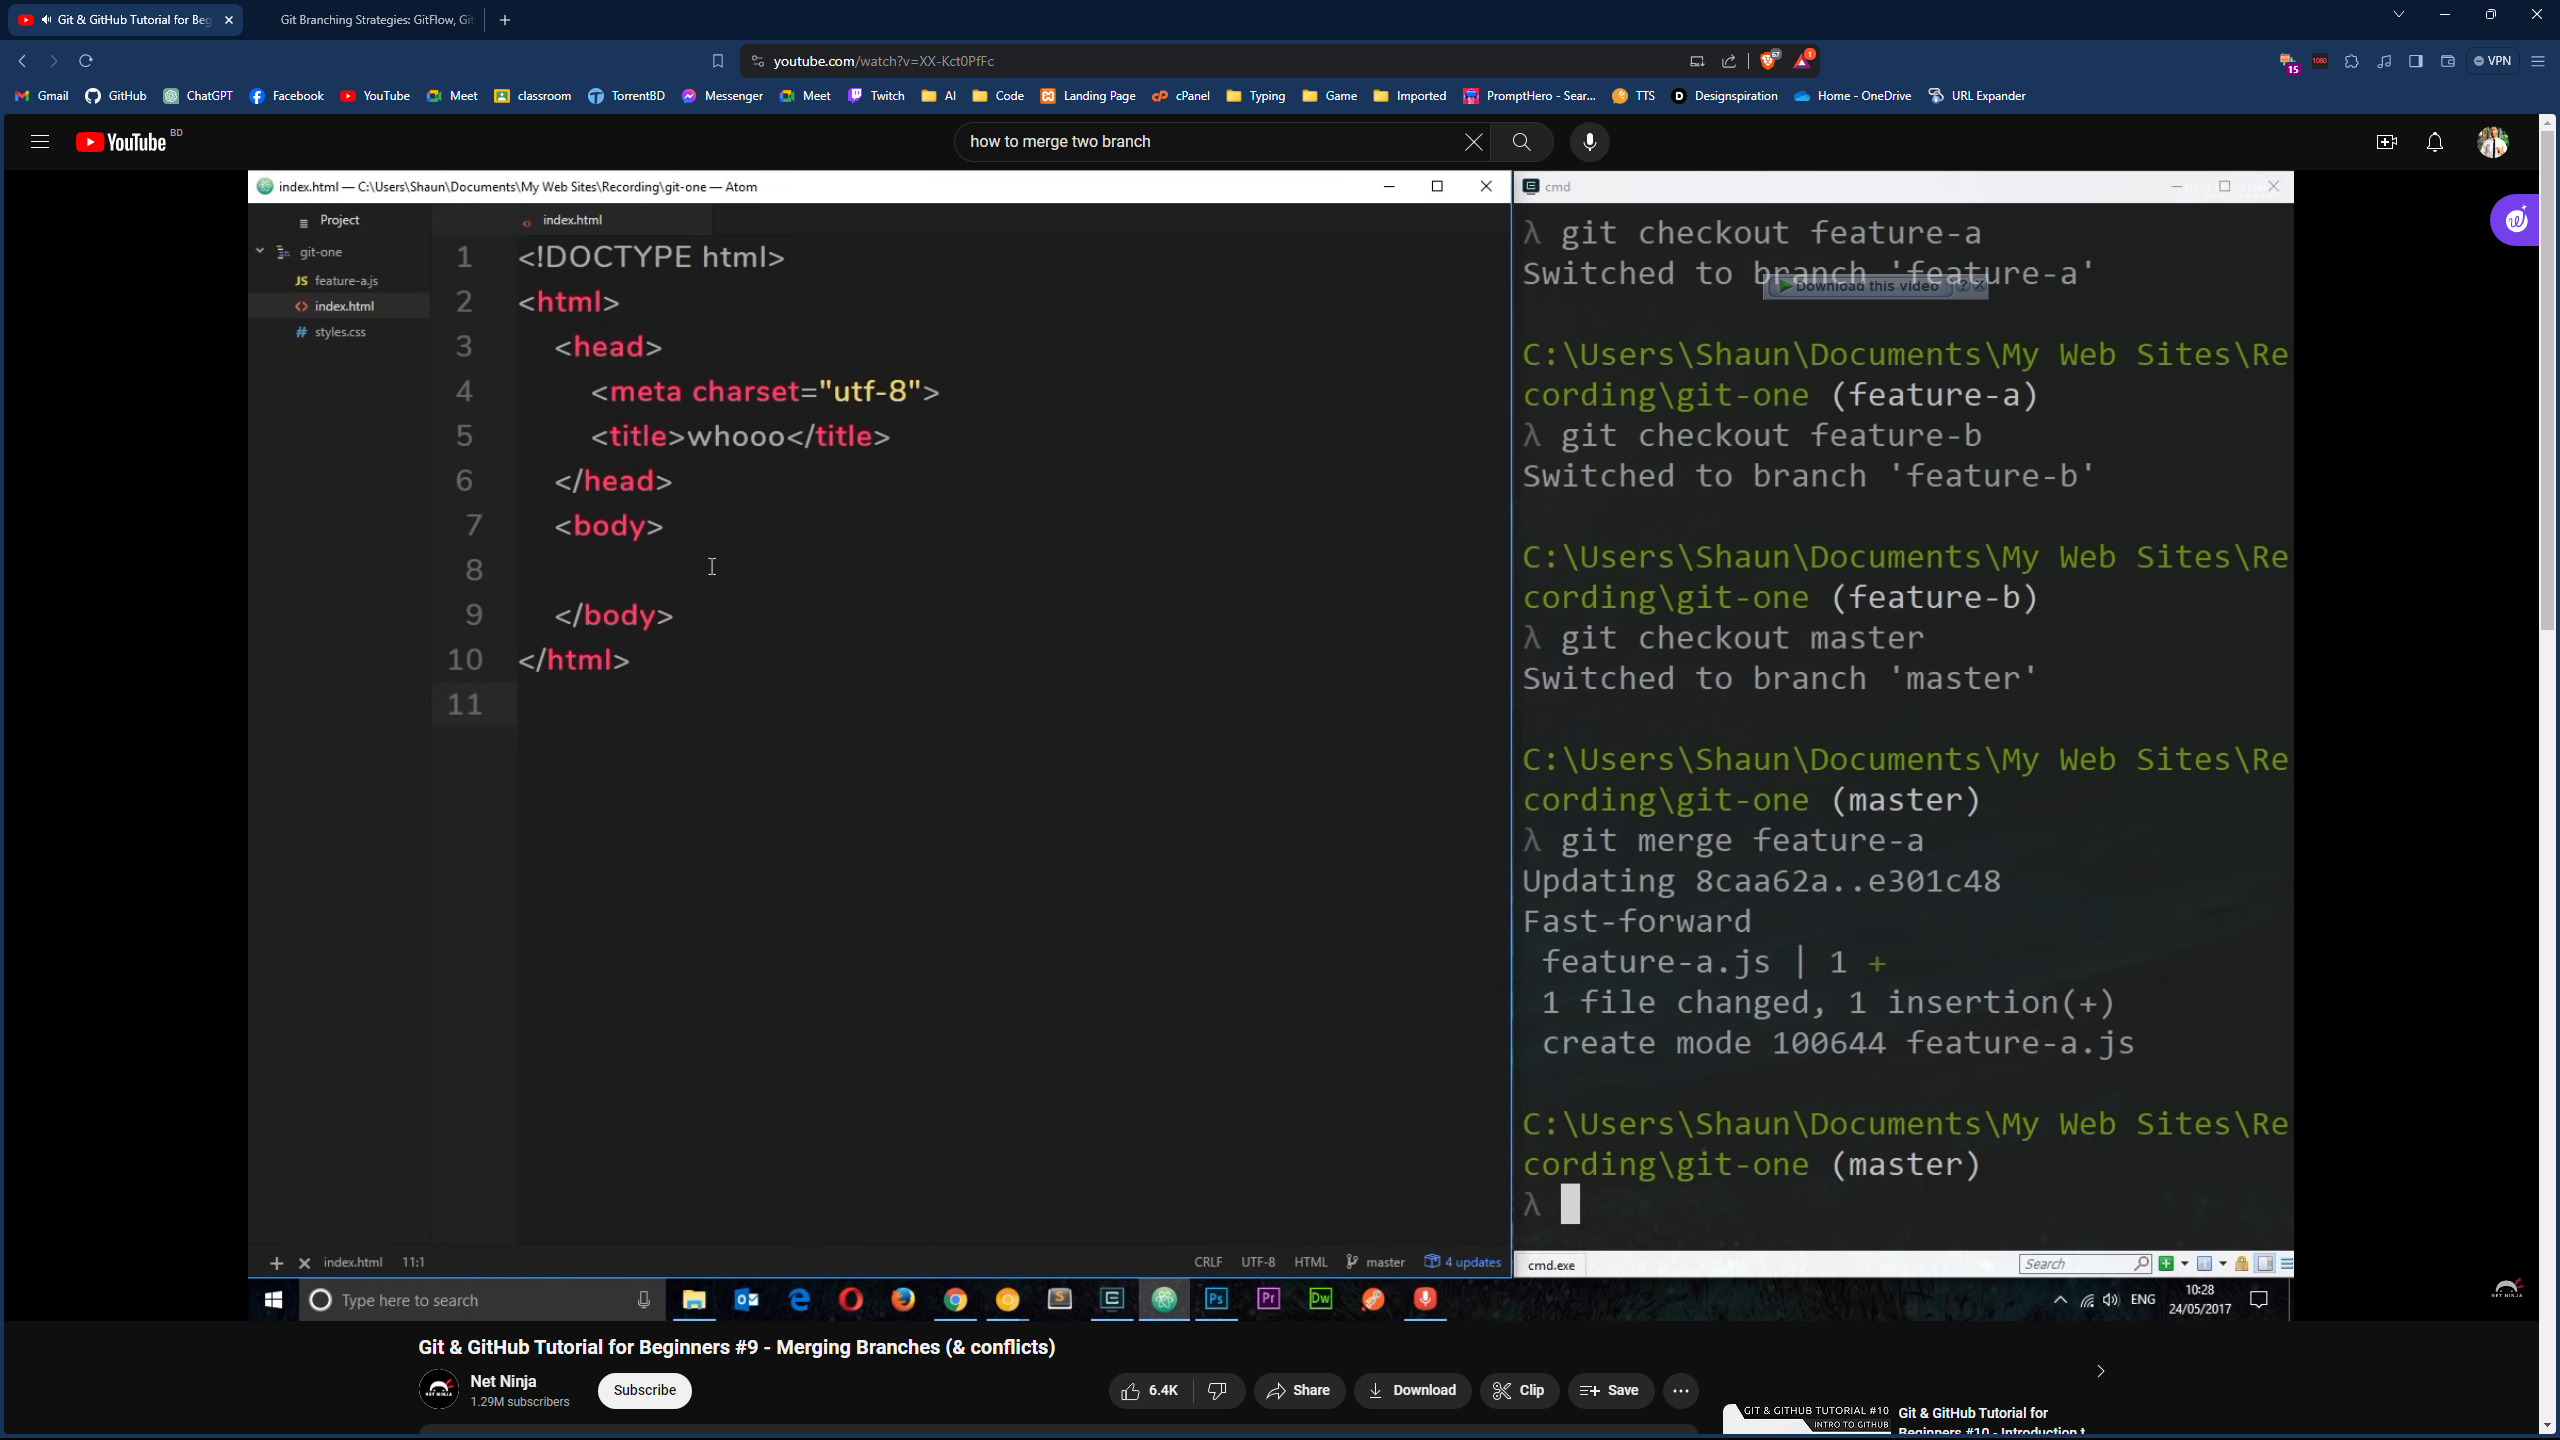 Git & GitHub Tutorial for Beg
Git Branching Strategies: GitFlow, Git
youtube.com/watch?v=XX-Kct0PfFc
67
1
15
1080
VPN
Gmail GitHub ChatGPT Facebook YouTube Meet classroom TorrentBD Messenger Meet Twitch AI Code Landing Page cPanel Typing Game Imported PromptHero - Sear... TTS Designspiration Home - OneDrive URL Expander
YouTube BD
how to merge two branch
index.html — C:\Users\Shaun\Documents\My Web Sites\Recording\git-one — Atom
Project
index.html
git-one
feature-a.js
index.html
styles.css
1 <!DOCTYPE html>
2 <html>
3 <head>
4 <meta charset="utf-8">
5 <title>whooo</title>
6 </head>
7 <body>
8
9 </body>
10 </html>
11
index.html 11:1
CRLF UTF-8 HTML master 4 updates
cmd
λ git checkout feature-a
Switched to branch 'feature-a'
Download this video ?
C:\Users\Shaun\Documents\My Web Sites\Re
cording\git-one (feature-a)
λ git checkout feature-b
Switched to branch 'feature-b'
C:\Users\Shaun\Documents\My Web Sites\Re
cording\git-one (feature-b)
λ git checkout master
Switched to branch 'master'
C:\Users\Shaun\Documents\My Web Sites\Re
cording\git-one (master)
λ git merge feature-a
Updating 8caa62a..e301c48
Fast-forward
feature-a.js | 1 +
1 file changed, 1 insertion(+)
create mode 100644 feature-a.js
C:\Users\Shaun\Documents\My Web Sites\Re
cording\git-one (master)
λ
cmd.exe
Search
Type here to search
Ps Pr Dw
ENG
10:28
24/05/2017
NET NINJA
Git & GitHub Tutorial for Beginners #9 - Merging Branches (& conflicts)
Net Ninja
1.29M subscribers
Subscribe
6.4K
Share
Download
Clip
Save
GIT & GITHUB TUTORIAL #10
INTRO TO GITHUB
Git & GitHub Tutorial for
Beginners #10 - Introduction t